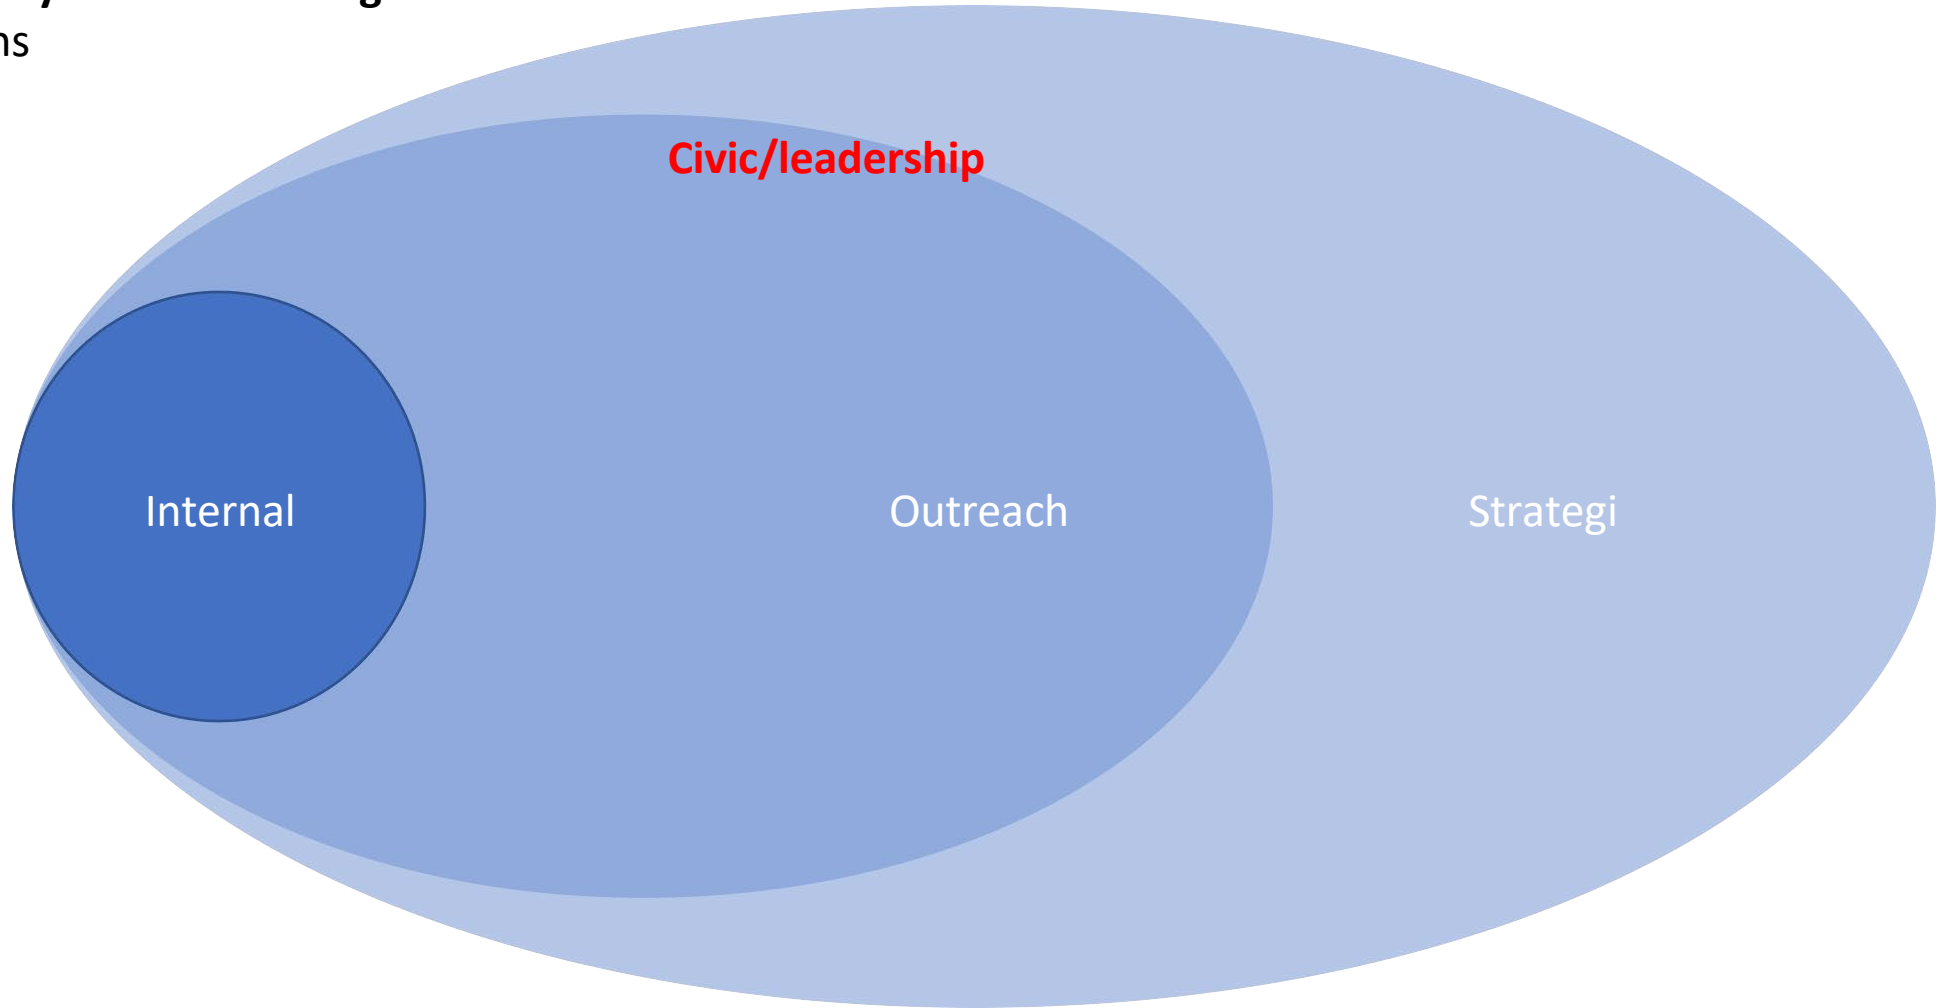 ns
Civic/leadership
Internal
Outreach
Strategi